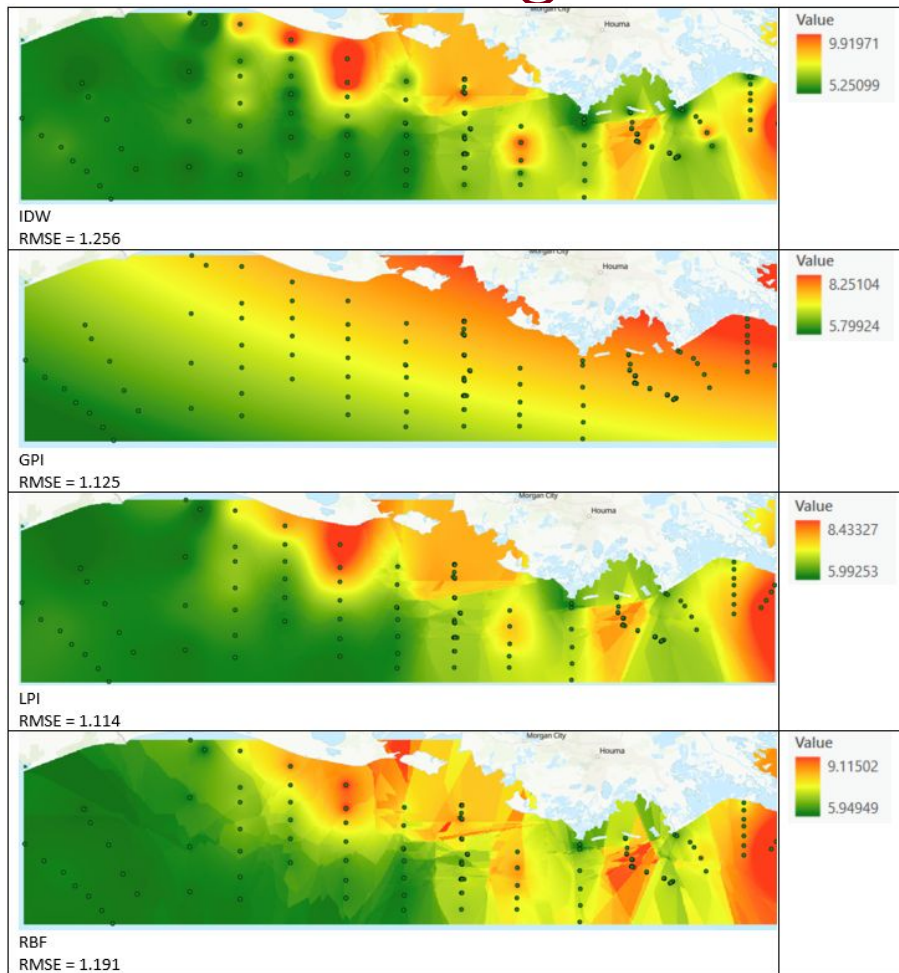 Morgan City
Houma
Value
9.91971
5.25099
IDW
RMSE = 1.256
Morgan City
Houma
Value
8.25104
5.79924
GPI
RMSE = 1.125
Morgan City
Houma
Value
8.43327
5.99253
LPI
RMSE = 1.114
Morgan City
Houma
Value
9.11502
5.94949
RBF
RMSE = 1.191